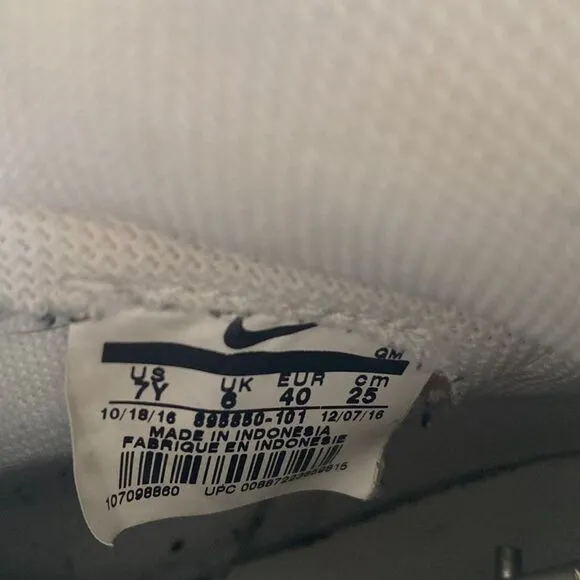 QM
US UK EUR cm
7Y 6 40 25
10/18/16 12/07/16
MADE IN INDONESIA
FABRIQUE EN INDONESIE
107098860 UPC